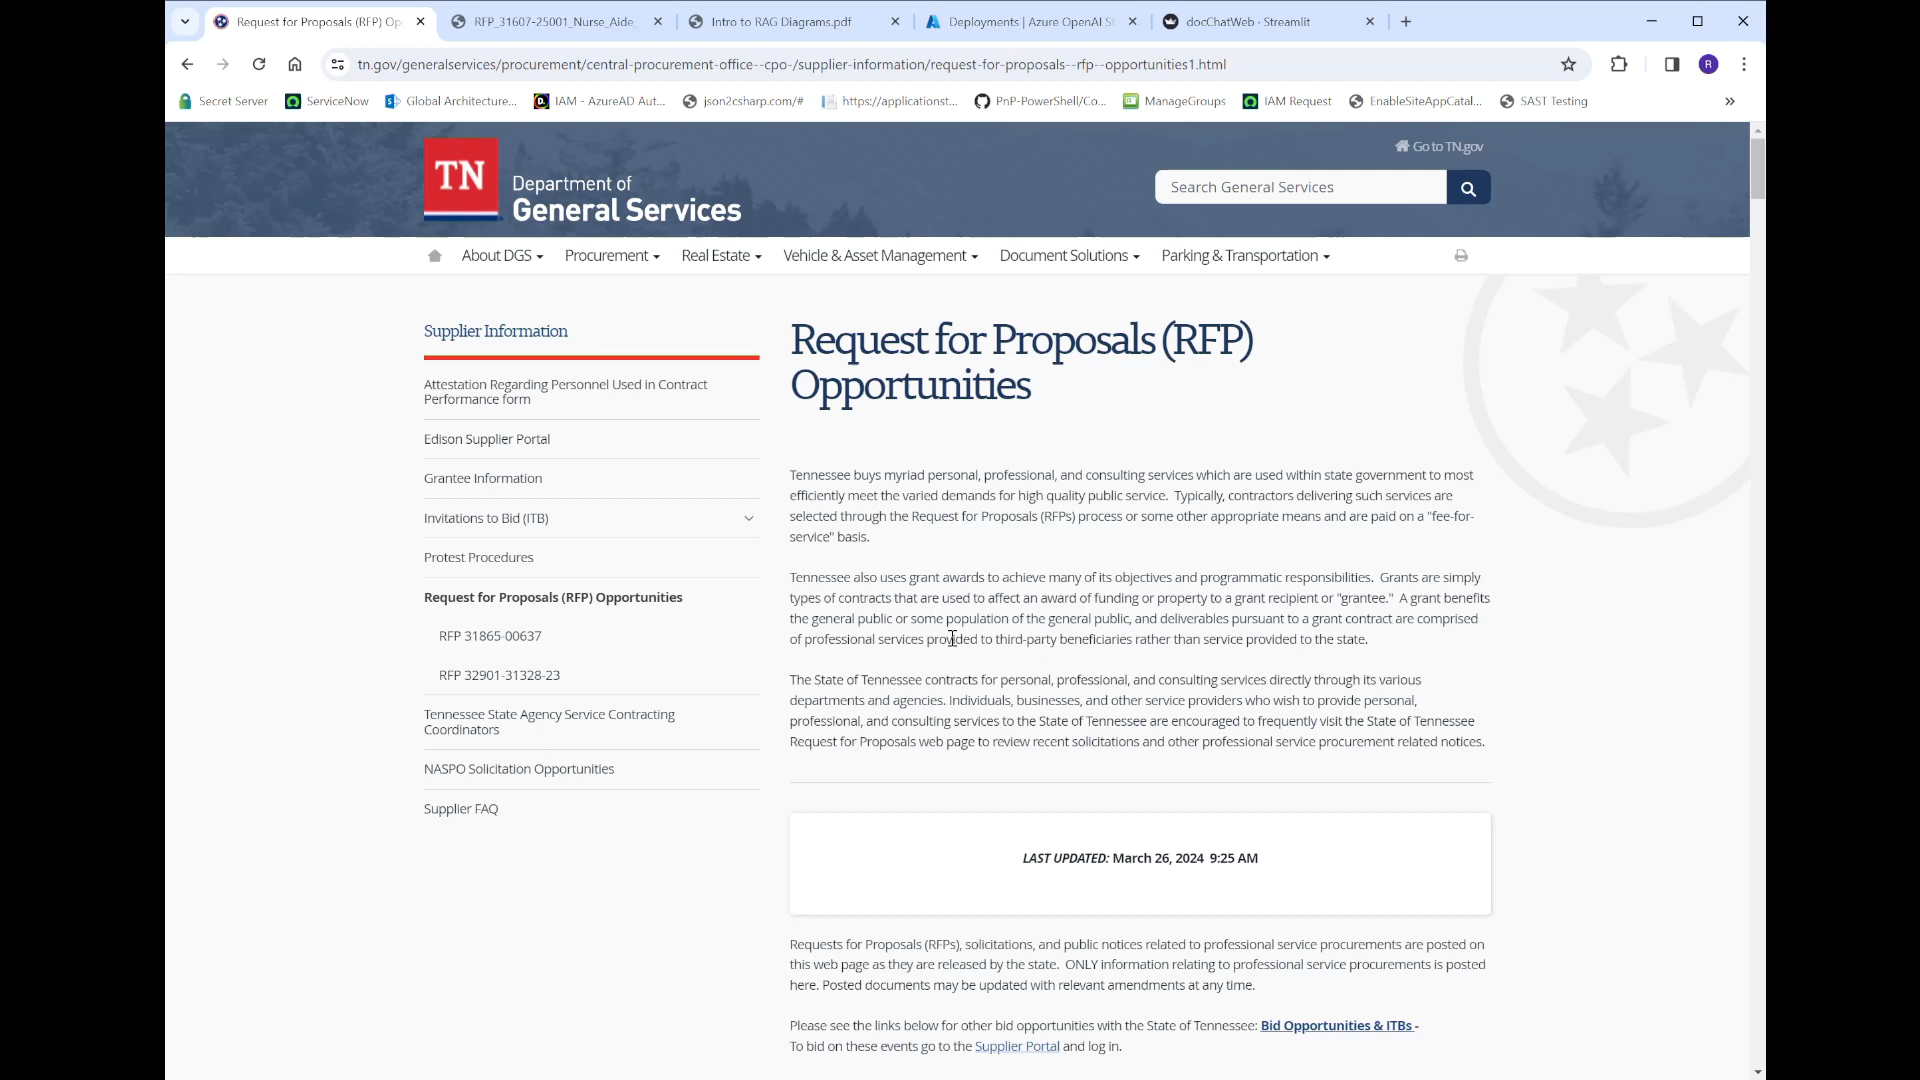 Request for Proposals (RFP) Op
RFP_31607-25001_Nurse_Aide_
Intro to RAG Diagrams.pdf
Deployments | Azure OpenAI St
docChatWeb · Streamlit
tn.gov/generalservices/procurement/central-procurement-office--cpo-/supplier-information/request-for-proposals--rfp--opportunities1.html
R
Secret Server
ServiceNow
Global Architecture...
IAM - AzureAD Aut...
json2csharp.com/#
https://applicationst...
PnP-PowerShell/Co...
ManageGroups
IAM Request
EnableSiteAppCatal...
SAST Testing
TN
Department of
General Services
Go to TN.gov
Search General Services
About DGS
Procurement
Real Estate
Vehicle & Asset Management
Document Solutions
Parking & Transportation
Supplier Information
Attestation Regarding Personnel Used in Contract
Performance form
Edison Supplier Portal
Grantee Information
Invitations to Bid (ITB)
Protest Procedures
Request for Proposals (RFP) Opportunities
RFP 31865-00637
RFP 32901-31328-23
Tennessee State Agency Service Contracting
Coordinators
NASPO Solicitation Opportunities
Supplier FAQ
Request for Proposals (RFP)
Opportunities
Tennessee buys myriad personal, professional, and consulting services which are used within state government to most
efficiently meet the varied demands for high quality public service.  Typically, contractors delivering such services are
selected through the Request for Proposals (RFPs) process or some other appropriate means and are paid on a "fee-for-
service" basis.
Tennessee also uses grant awards to achieve many of its objectives and programmatic responsibilities.  Grants are simply
types of contracts that are used to affect an award of funding or property to a grant recipient or "grantee."  A grant benefits
the general public or some population of the general public, and deliverables pursuant to a grant contract are comprised
of professional services provided to third-party beneficiaries rather than service provided to the state.
The State of Tennessee contracts for personal, professional, and consulting services directly through its various
departments and agencies. Individuals, businesses, and other service providers who wish to provide personal,
professional, and consulting services to the State of Tennessee are encouraged to frequently visit the State of Tennessee
Request for Proposals web page to review recent solicitations and other professional service procurement related notices.
LAST UPDATED: March 26, 2024  9:25 AM
Requests for Proposals (RFPs), solicitations, and public notices related to professional service procurements are posted on
this web page as they are released by the state.  ONLY information relating to professional service procurements is posted
here. Posted documents may be updated with relevant amendments at any time.
Please see the links below for other bid opportunities with the State of Tennessee: Bid Opportunities & ITBs -
To bid on these events go to the Supplier Portal and log in.